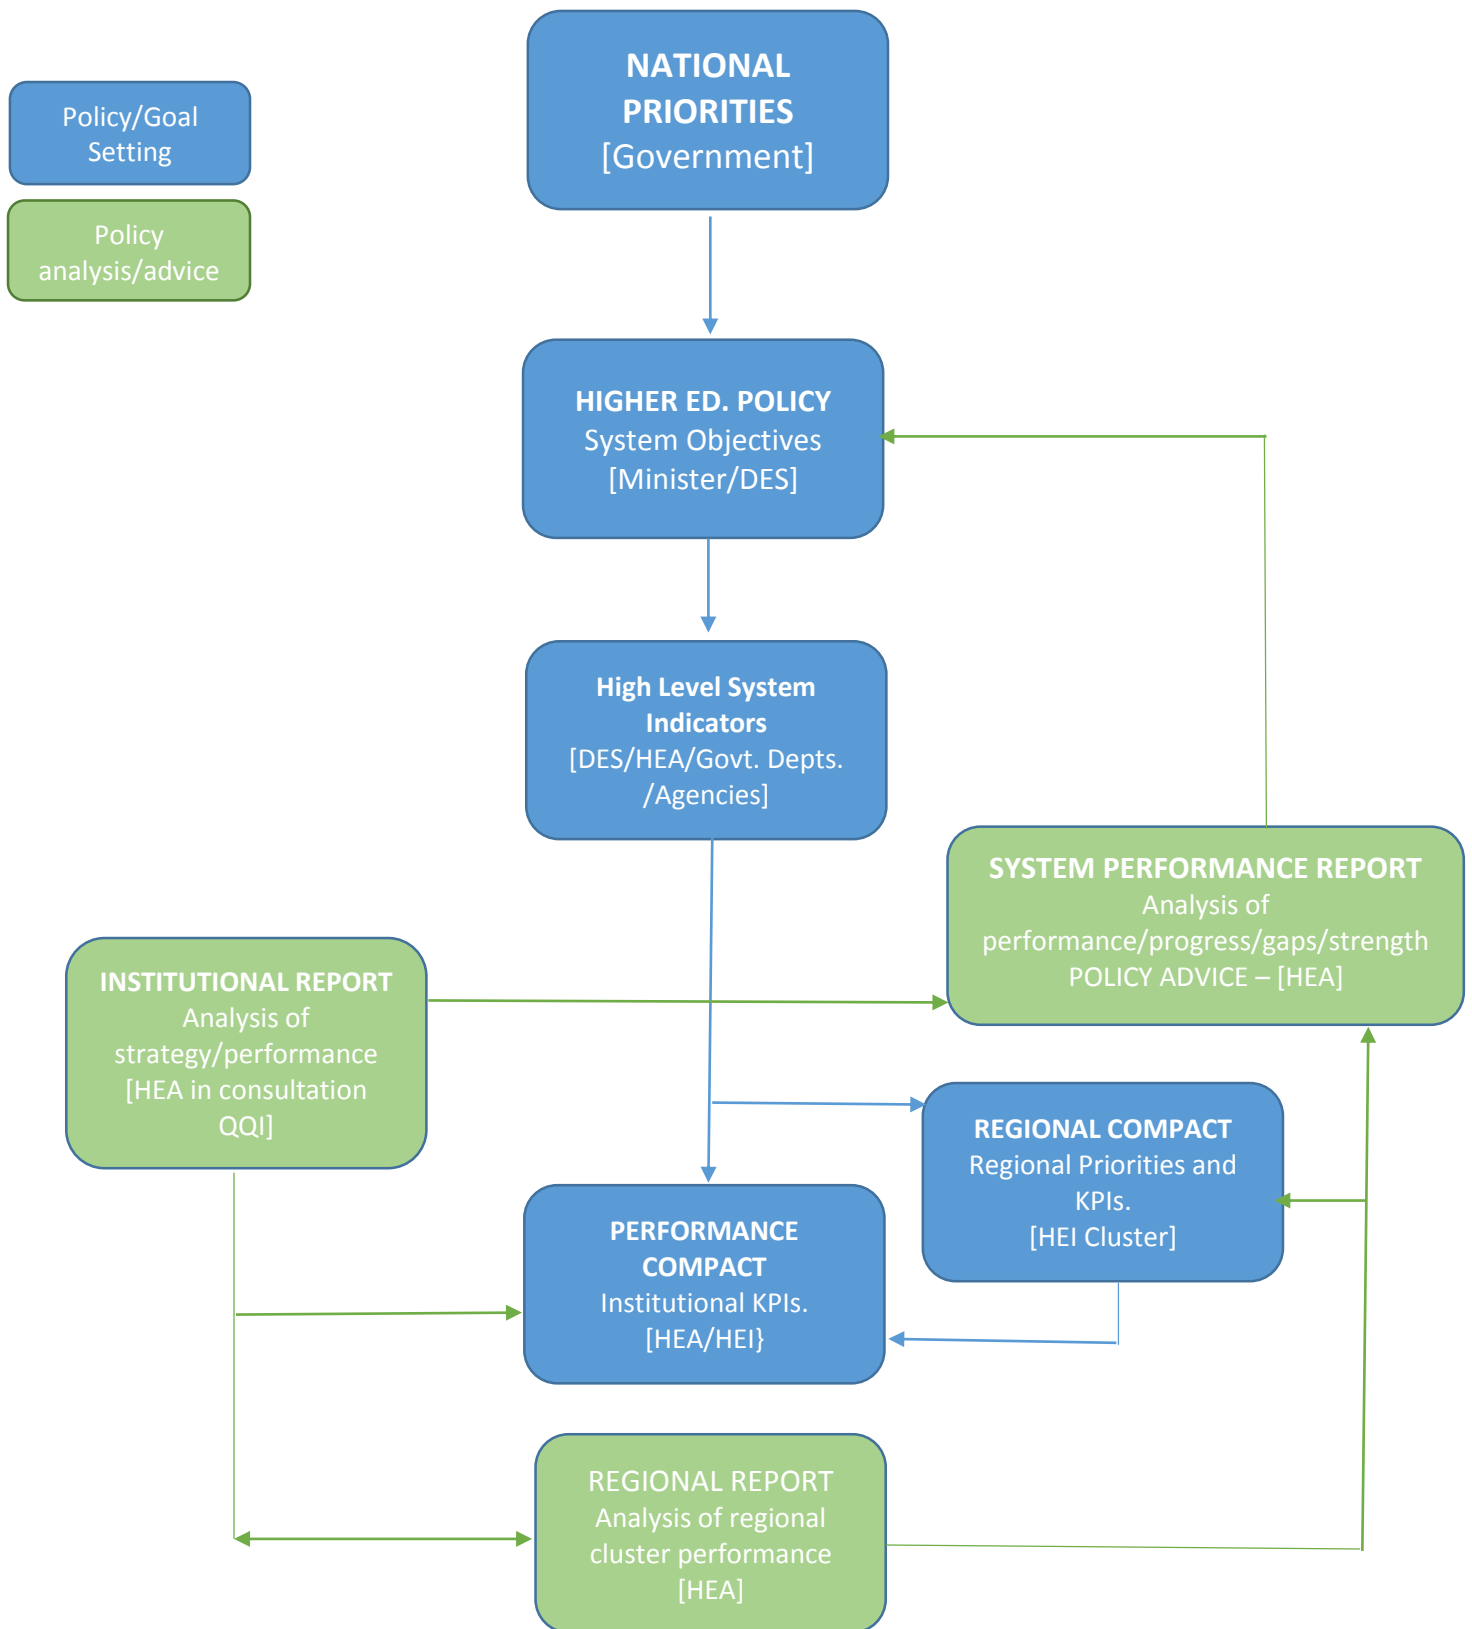 NATIONAL
PRIORITIES
[Government]
Policy/Goal
Setting
Policy
analysis/advice
HIGHER ED. POLICY
System Objectives
[Minister/DES]
High Level System
Indicators
[DES/HEA/Govt. Depts.
/Agencies]
SYSTEM PERFORMANCE REPORT
Analysis of
performance/progress/gaps/strength
POLICY ADVICE – [HEA]
INSTITUTIONAL REPORT
Analysis of
strategy/performance
[HEA in consultation
QQI]
REGIONAL COMPACT
Regional Priorities and
KPIs.
[HEI Cluster]
PERFORMANCE
COMPACT
Institutional KPIs.
[HEA/HEI}
REGIONAL REPORT
Analysis of regional
cluster performance
[HEA]